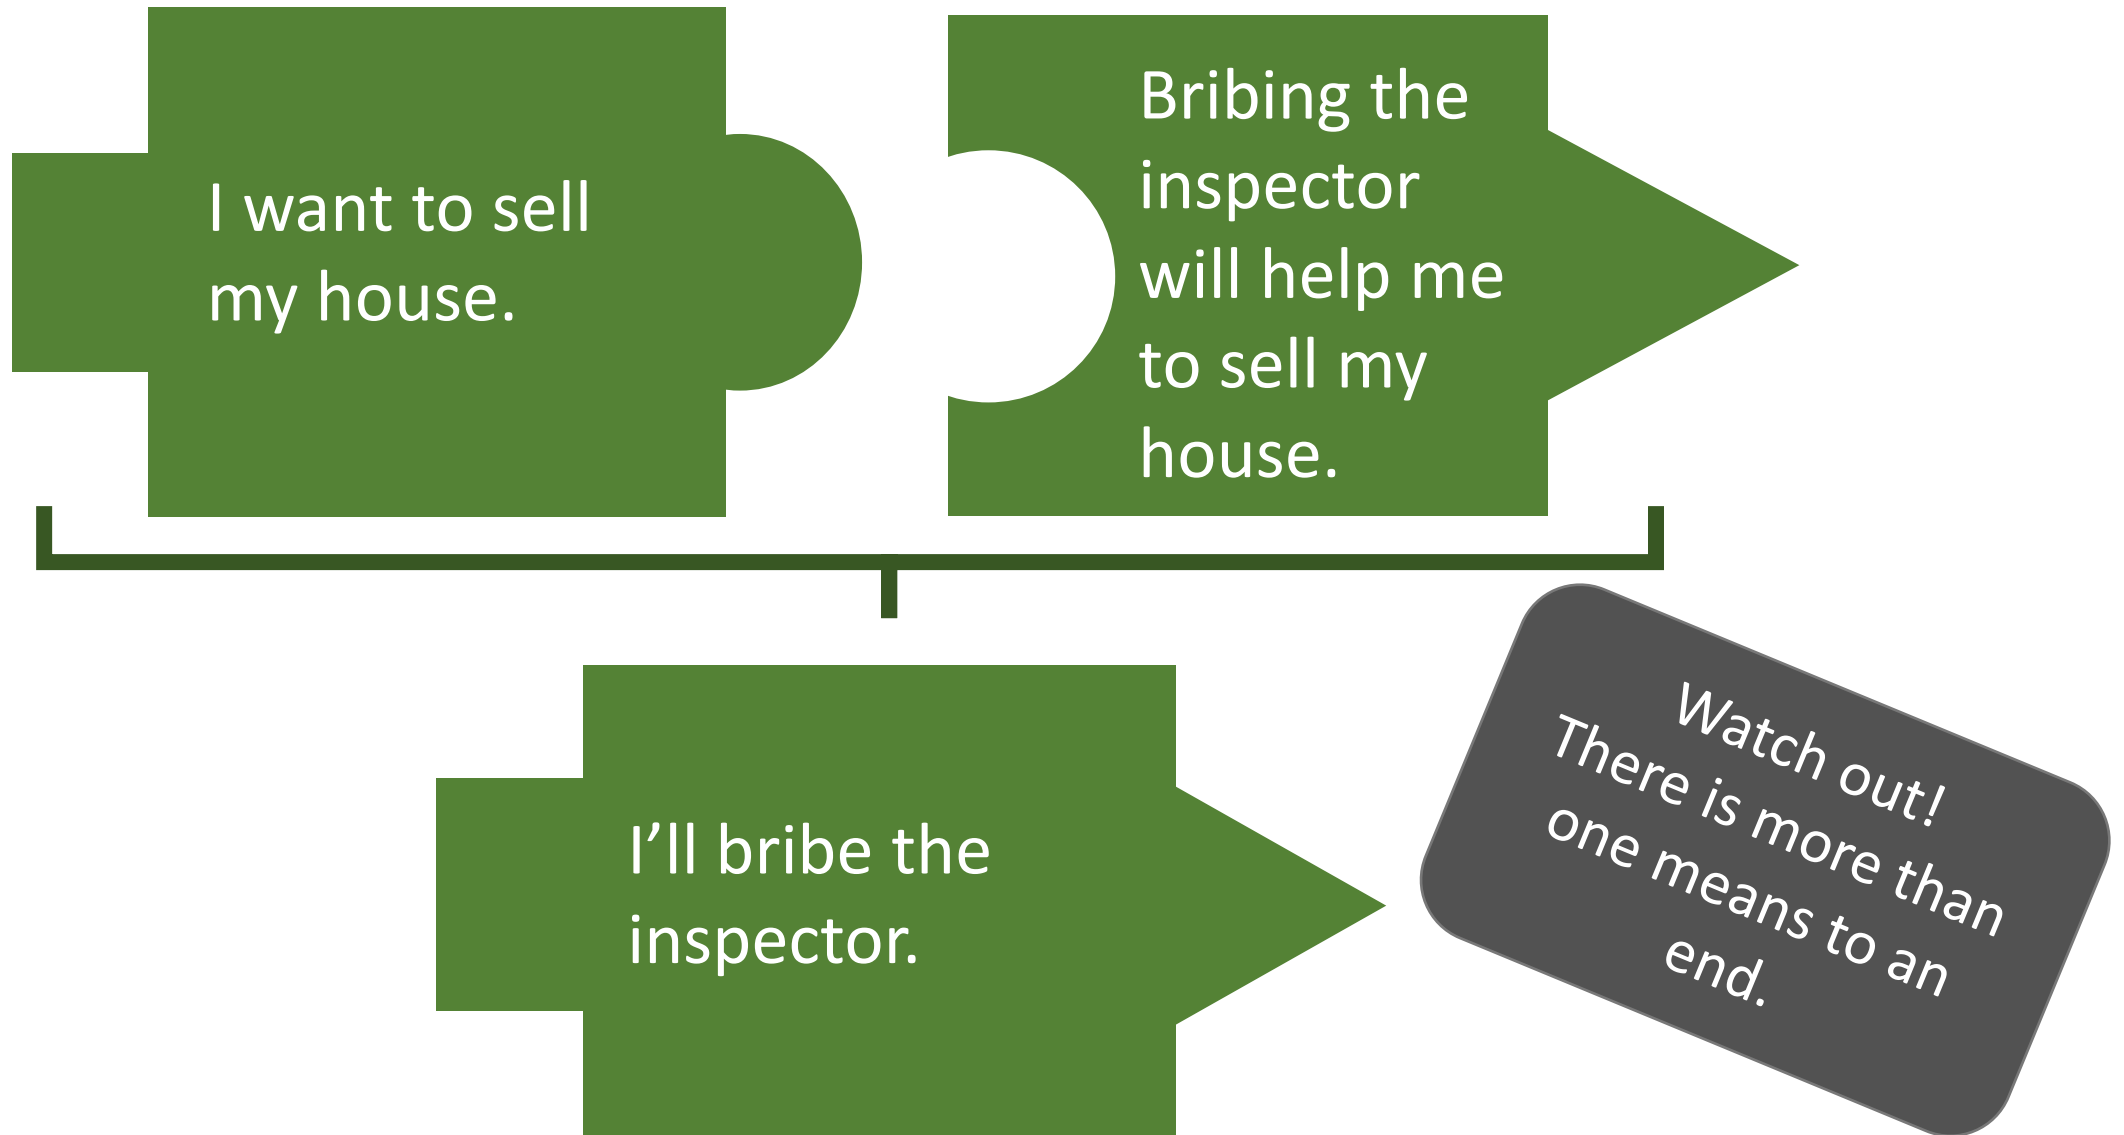 I want to sell
my house.
Bribing the
inspector
will help me
to sell my
house.
I’ll bribe the
inspector.
Watch out!
There is more than
one means to an
end.